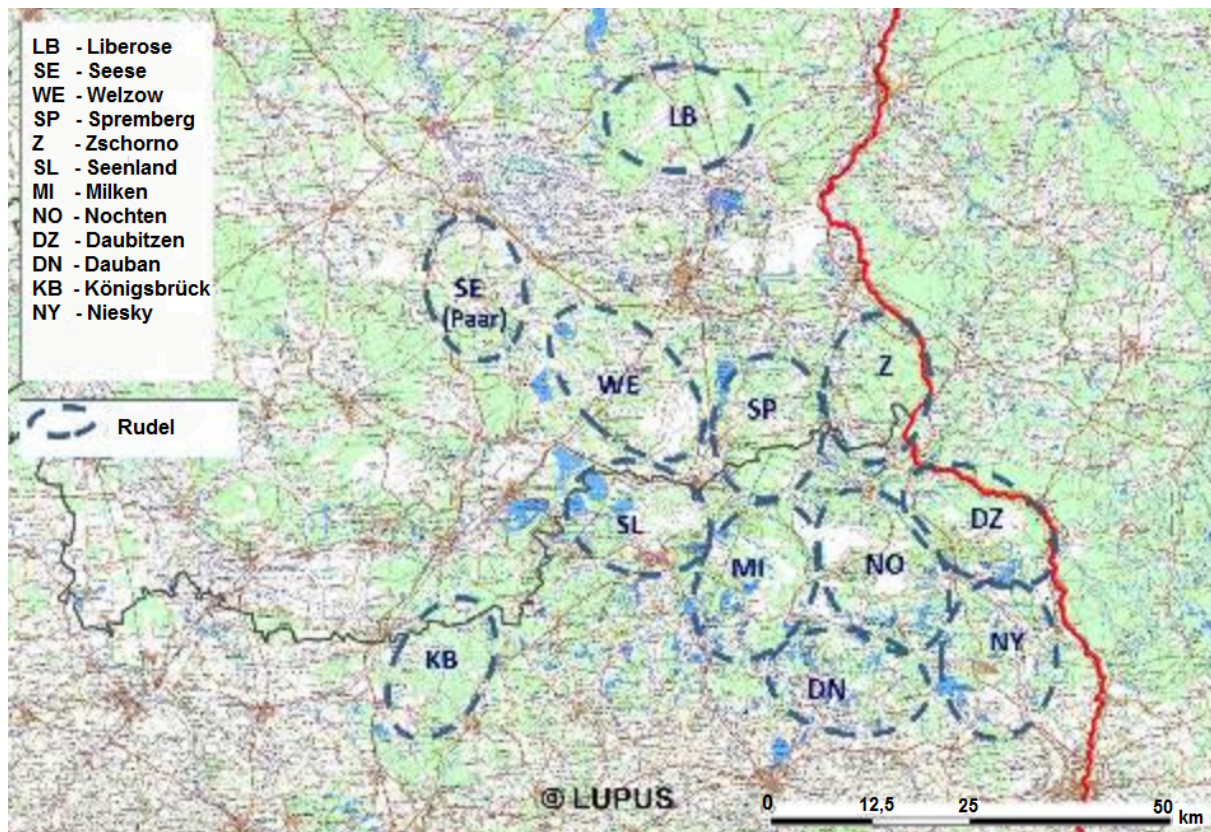 LB - Liberose
SE - Seese
WE - Welzow
SP - Spremberg
Z - Zschorno
SL - Seenland
MI - Milken
NO - Nochten
DZ - Daubitzen
DN - Dauban
KB - Königsbrück
NY - Niesky
Rudel
LB
SE
(Paar)
WE
Z
SP
SL
DZ
MI
NO
NY
KB
DN
@ LUPUS
0 12,5 25 50 km